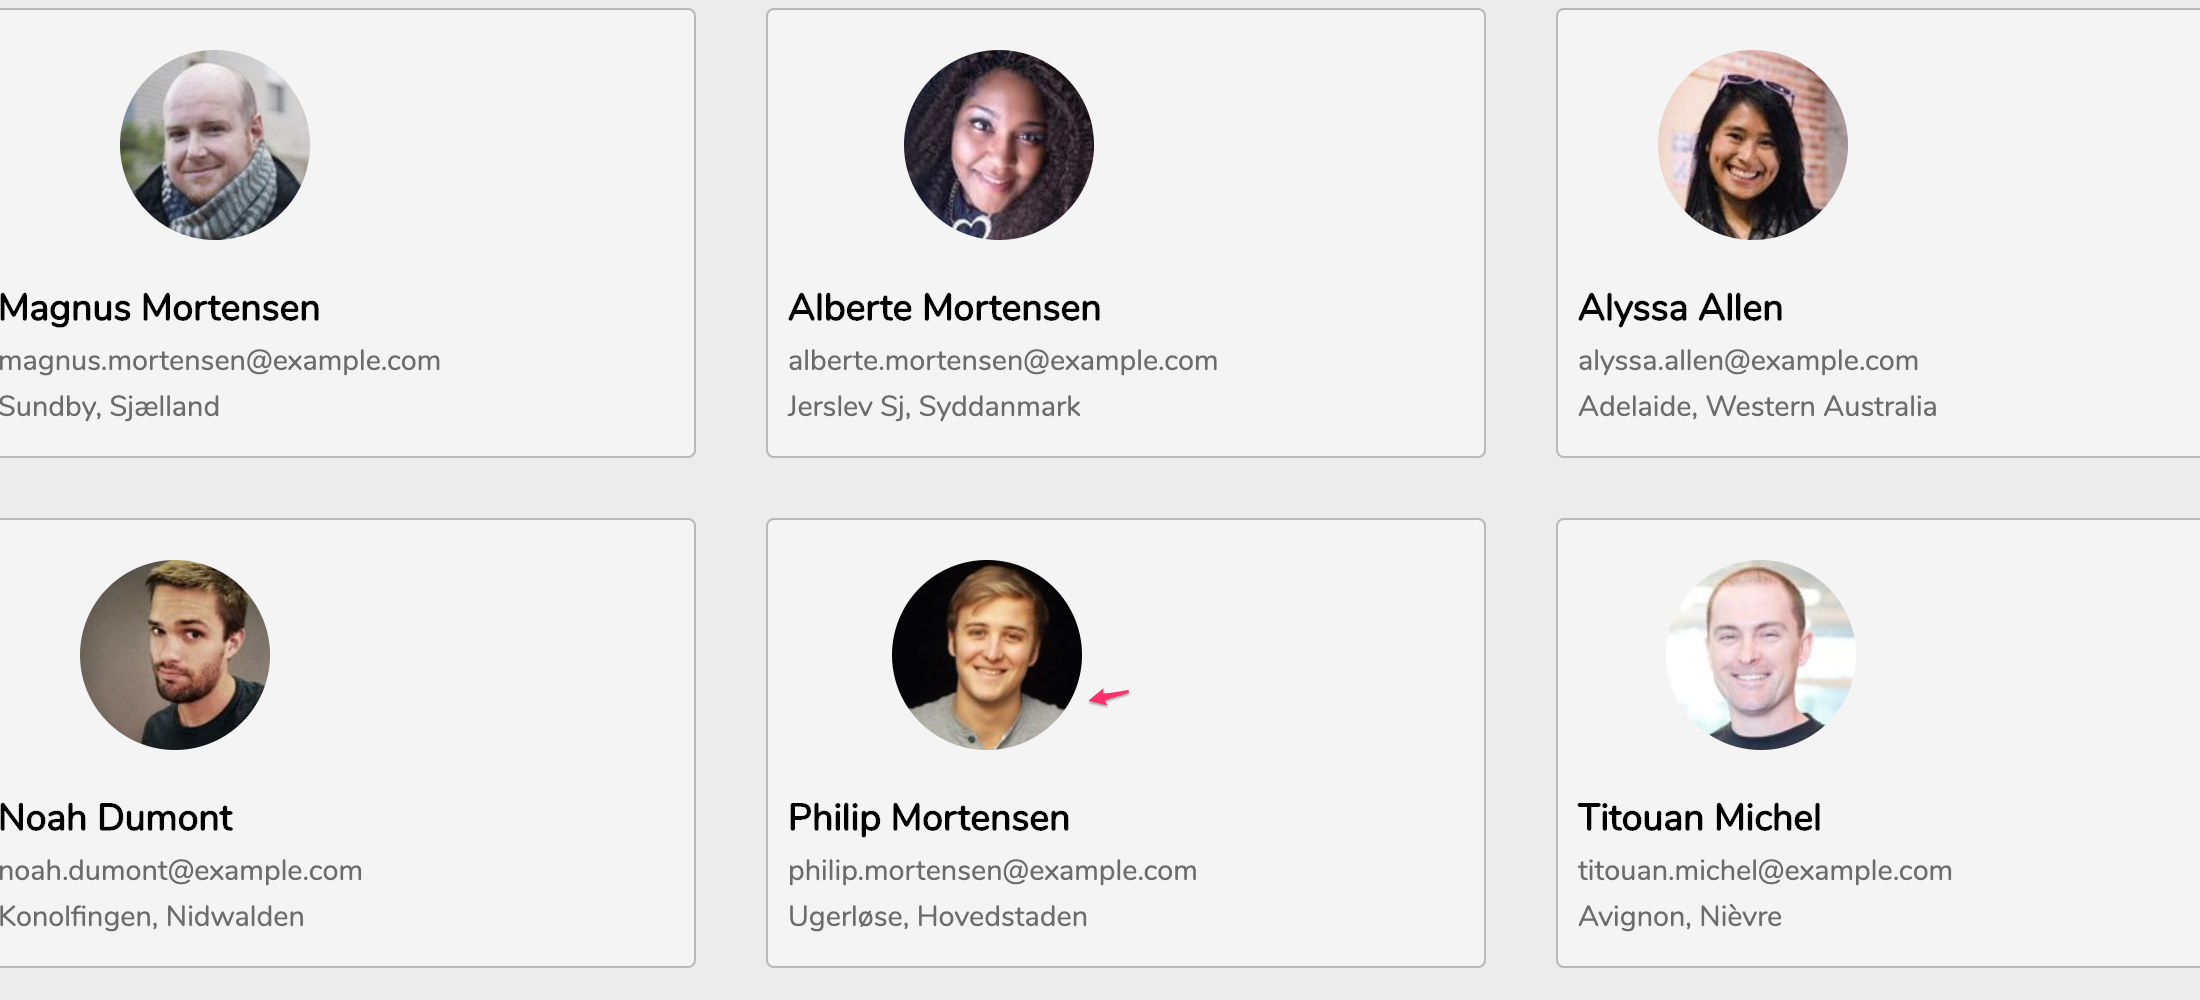 Magnus Mortensen
magnus.mortensen@example.com
Sundby, Sjælland
Alberte Mortensen
alberte.mortensen@example.com
Jerslev Sj, Syddanmark
Alyssa Allen
alyssa.allen@example.com
Adelaide, Western Australia
Noah Dumont
noah.dumont@example.com
Konolfingen, Nidwalden
Philip Mortensen
philip.mortensen@example.com
Ugerløse, Hovedstaden
Titouan Michel
titouan.michel@example.com
Avignon, Nièvre